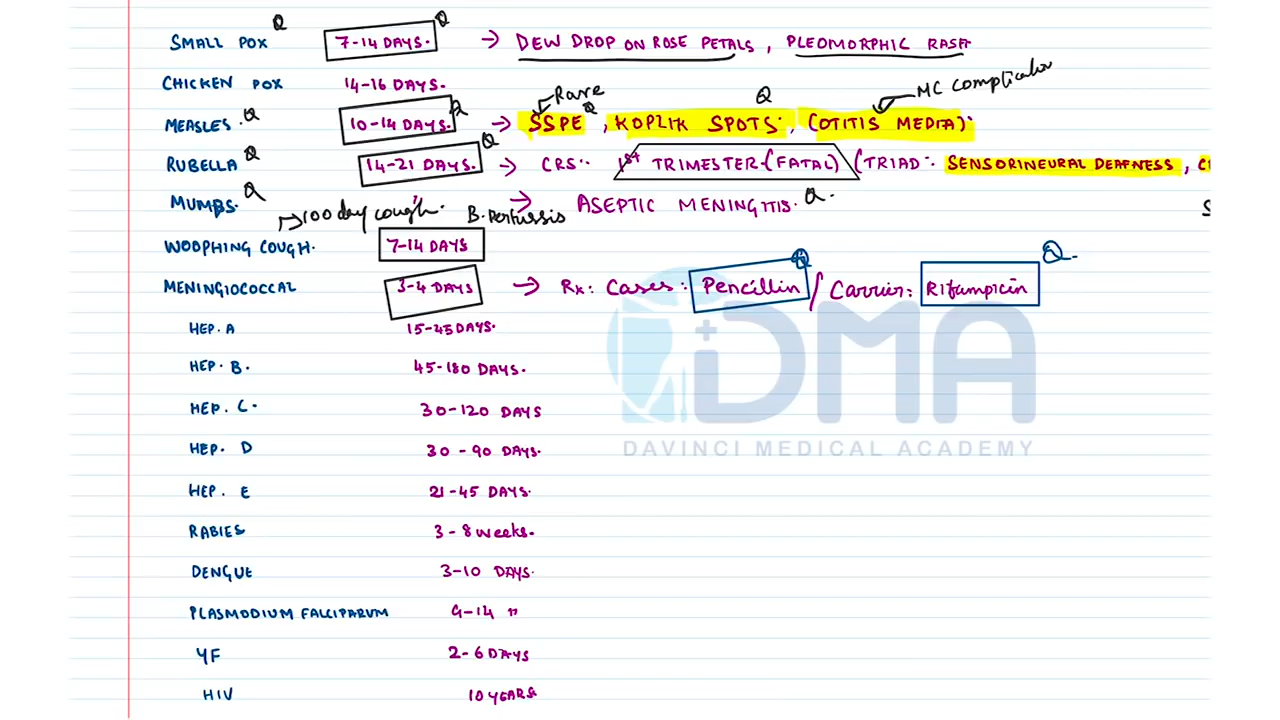 SMALL POX Q 7-14 DAYS. Q → DEW DROP ON ROSE PETALS, PLEOMORPHIC RASH
CHICKEN POX 14-16 DAYS.
Rare Q MC complication
MEASLES. Q 10-14 DAYS. Q → SSPE Q, KOPLIK SPOTS, (OTITIS MEDIA)
RUBELLA Q 14-21 DAYS. Q → CRS: 1st TRIMESTER-(FATAL) (TRIAD: SENSORINEURAL DEAFNESS, C
MUMPS. Q → ASEPTIC MENINGITIS. Q.
→ 100 day cough. B. Pertussis S
WOOPHING COUGH. 7-14 DAYS
MENINGIOCOCCAL 3-4 DAYS → Rx: Cases: Pencillin Q / Carrier: Rifampicin Q.
HEP. A 15-45 DAYS.
HEP. B. 45-180 DAYS.
HEP. C. 30-120 DAYS
HEP. D 30 - 90 DAYS.
HEP. E 21-45 DAYS.
RABIES 3-8 weeks.
DENGUE 3-10 DAYS.
PLASMODIUM FALCIPARUM 9-14 "
YF 2-6 DAYS
HIV 10 YEARS
DMA
DAVINCI MEDICAL ACADEMY